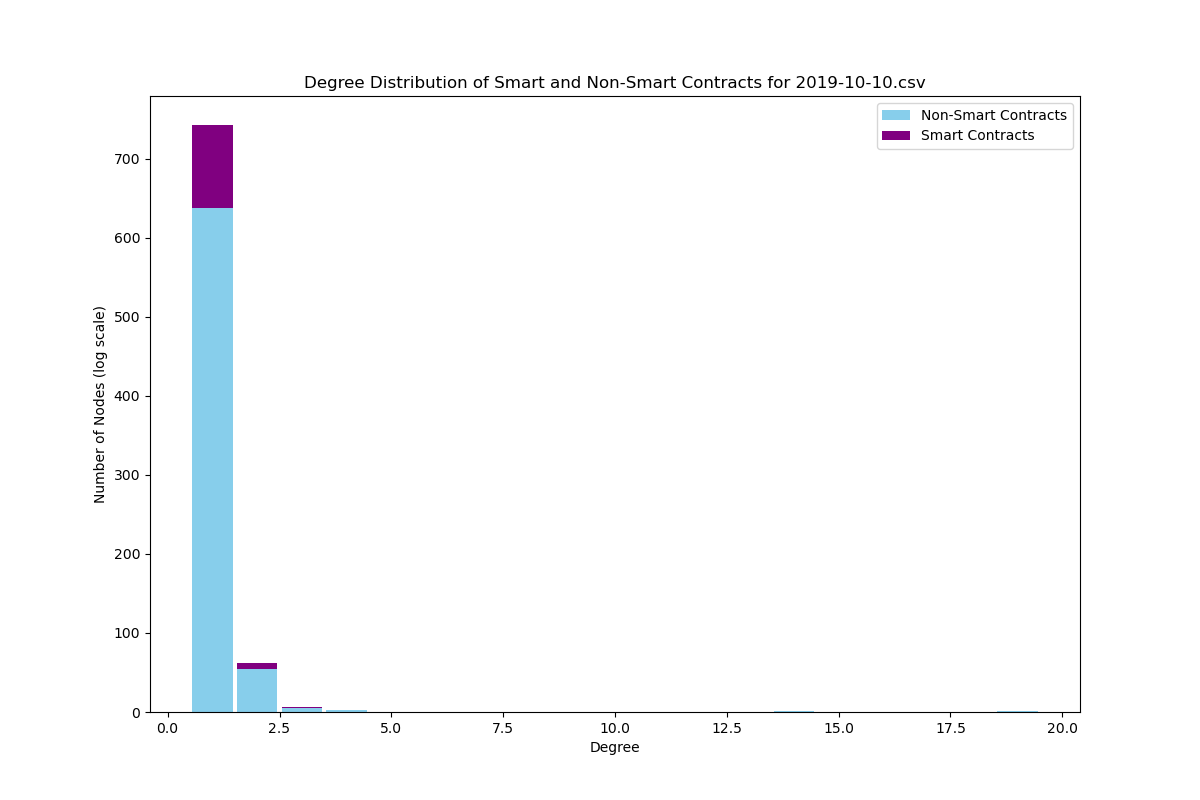 Degree Distribution of Smart and Non-Smart Contracts for 2019-10-10.csv
Non-Smart Contracts
Smart Contracts
Number of Nodes (log scale)
700
600
500
400
300
200
100
0
0.0 2.5 5.0 7.5 10.0 12.5 15.0 17.5 20.0
Degree